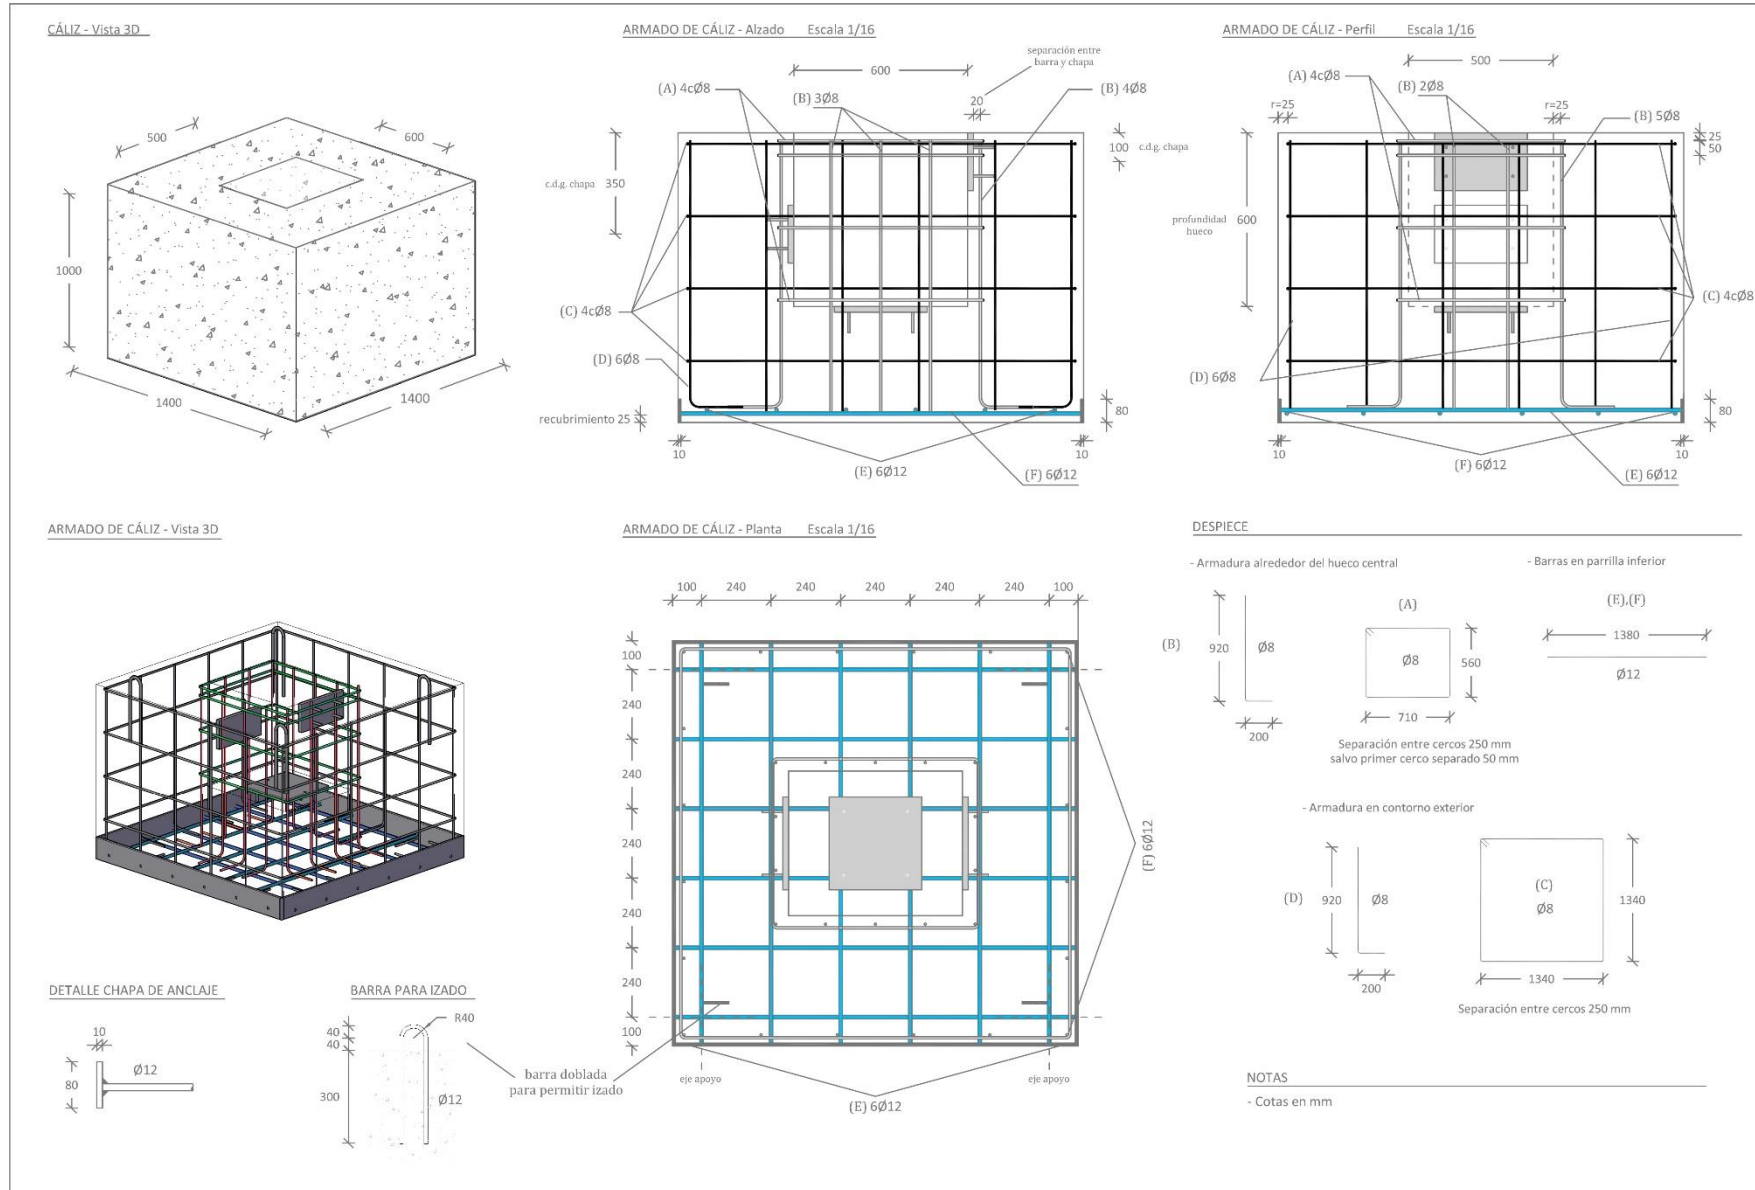 CÁLIZ - Vista 3D
500
600
1000
1400
1400
ARMADO DE CÁLIZ - Alzado Escala 1/16
separación entre
barra y chapa
600
20
(A) 4cØ8
(B) 3Ø8
(B) 4Ø8
100 c.d.g. chapa
c.d.g. chapa 350
(C) 4cØ8
(D) 6Ø8
recubrimiento 25
80
10
10
(E) 6Ø12
(F) 6Ø12
ARMADO DE CÁLIZ - Perfil Escala 1/16
500
(A) 4cØ8
(B) 2Ø8
r=25
r=25
(B) 5Ø8
25
50
profundidad
hueco
600
(C) 4cØ8
(D) 6Ø8
80
10
10
(F) 6Ø12
(E) 6Ø12
ARMADO DE CÁLIZ - Vista 3D
ARMADO DE CÁLIZ - Planta Escala 1/16
100 240 240 240 240 240 100
100
240
240
240
240
240
100
(F) 6Ø12
eje apoyo
eje apoyo
(E) 6Ø12
barra doblada
para permitir izado
DESPIECE
- Armadura alrededor del hueco central
- Barras en parrilla inferior
(B)
920
Ø8
200
(A)
Ø8
560
710
Separación entre cercos 250 mm
salvo primer cerco separado 50 mm
(E),(F)
1380
Ø12
- Armadura en contorno exterior
(D)
920
Ø8
200
(C)
Ø8
1340
1340
Separación entre cercos 250 mm
DETALLE CHAPA DE ANCLAJE
10
80
Ø12
BARRA PARA IZADO
R40
40
40
300
Ø12
NOTAS
- Cotas en mm